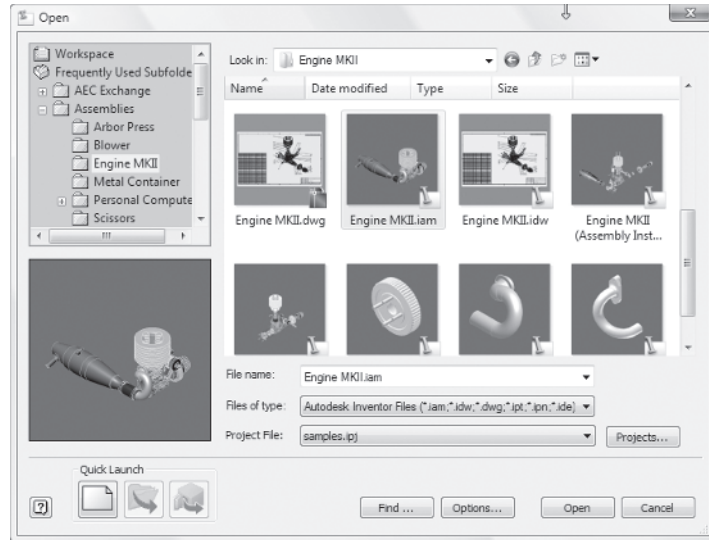 Open
Workspace
Frequently Used Subfolde
AEC Exchange
Assemblies
Arbor Press
Blower
Engine MKII
Metal Container
Personal Compute
Scissors
Look in: Engine MKII
Name Date modified Type Size
Engine MKII.dwg Engine MKII.iam Engine MKII.idw Engine MKII
(Assembly Inst...
File name: Engine MKII.iam
Files of type: Autodesk Inventor Files (*.iam;*.idw;*.dwg;*.ipt;*.ipn;*.ide)
Project File: samples.ipj Projects...
Quick Launch
Find ... Options... Open Cancel